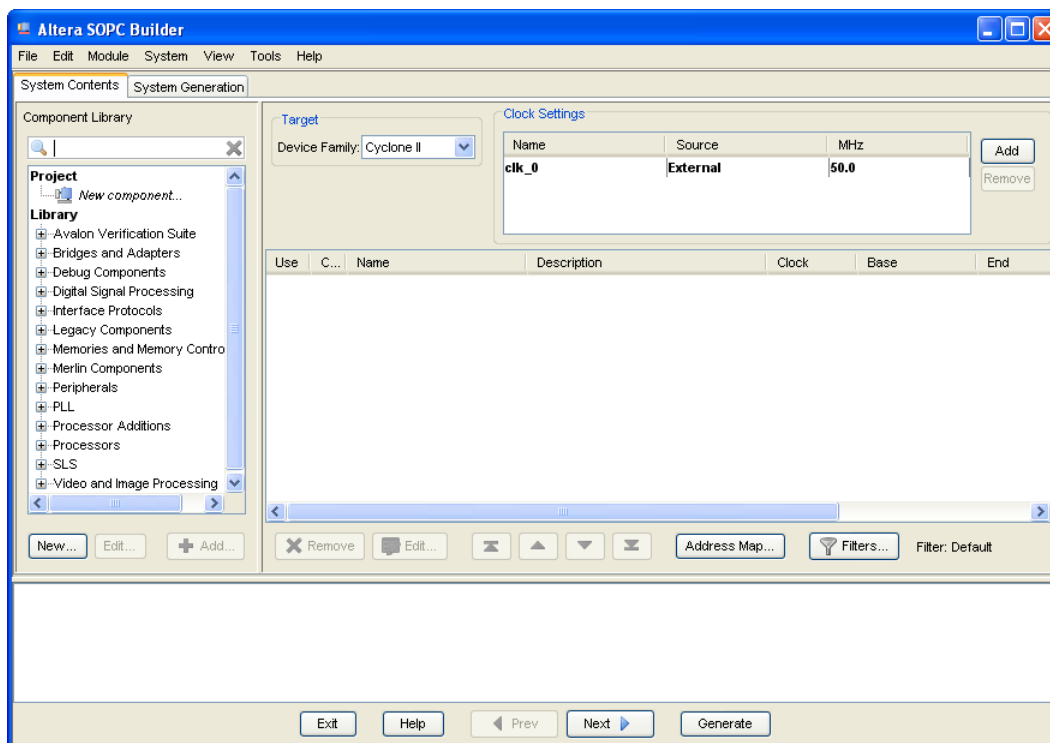 Altera SOPC Builder
File Edit Module System View Tools Help
System Contents System Generation
Component Library
Project
New component...
Library
Avalon Verification Suite
Bridges and Adapters
Debug Components
Digital Signal Processing
Interface Protocols
Legacy Components
Memories and Memory Contro
Merlin Components
Peripherals
PLL
Processor Additions
Processors
SLS
Video and Image Processing
New... Edit... Add...
Target
Device Family: Cyclone II
Clock Settings
Name Source MHz
clk_0 External 50.0
Add
Remove
Use C... Name Description Clock Base End
Remove Edit... Address Map... Filters... Filter: Default
Exit Help Prev Next Generate